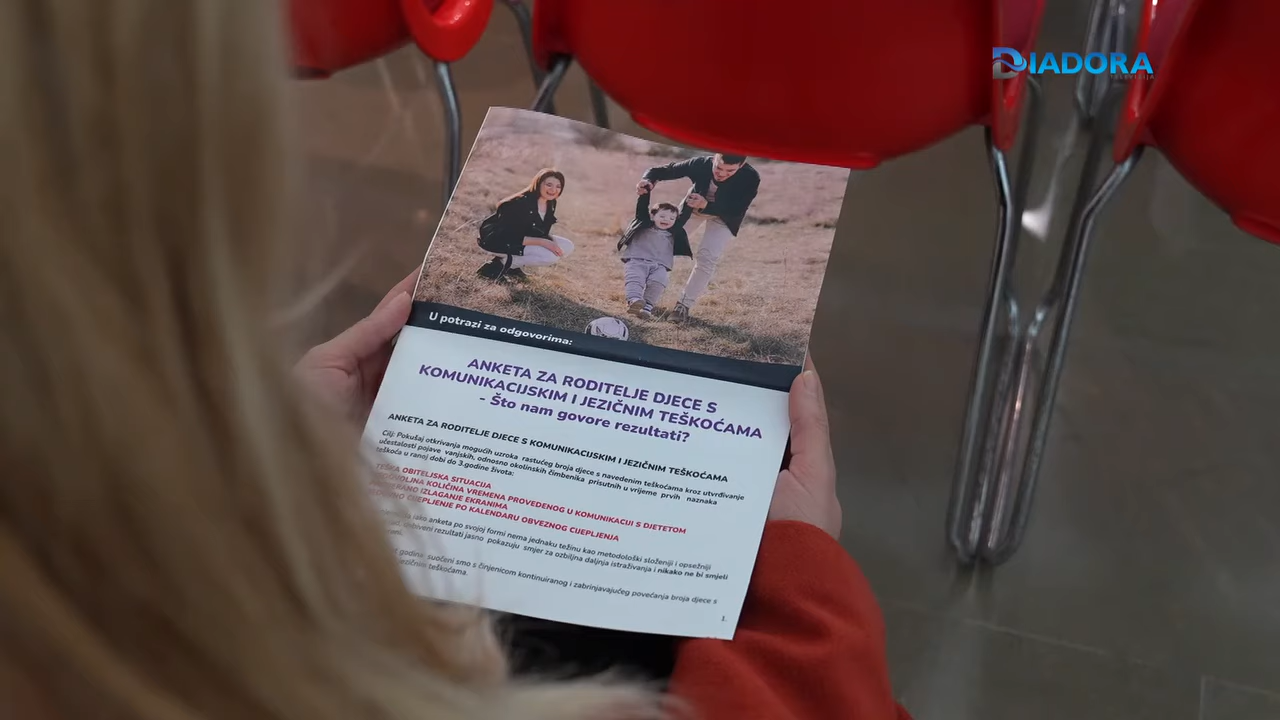 DIADORA
TELEVIZIJA
U potrazi za odgovorima:
ANKETA ZA RODITELJE DJECE S
KOMUNIKACIJSKIM I JEZIČNIM TEŠKOĆAMA
- Što nam govore rezultati?
ANKETA ZA RODITELJE DJECE S KOMUNIKACIJSKIM I JEZIČNIM TEŠKOĆAMA
Cilj: Pokušaj otkrivanja mogućih uzroka rastućeg broja djece s navedenim teškoćama kroz utvrđivanje
učestalosti pojave vanjskih, odnosno okolinskih čimbenika prisutnih u vrijeme prvih naznaka
teškoća u ranoj dobi do 3.godine života:
TEŠKA OBITELJSKA SITUACIJA
KOLIČINA VREMENA PROVEDENOG U KOMUNIKACIJI S DJETETOM
RANO IZLAGANJE EKRANIMA
CIJEPLJENJE PO KALENDARU OBVEZNOG CIJEPLJENJA
iako anketa po svojoj formi nema jednaku težinu kao metodološki složeniji i opsežniji
rezultati jasno pokazuju smjer za ozbiljna daljnja istraživanja i nikako ne bi smjeli
godina suočeni smo s činjenicom kontinuiranog i zabrinjavajućeg povećanja broja djece s
jezičnim teškoćama.
1.